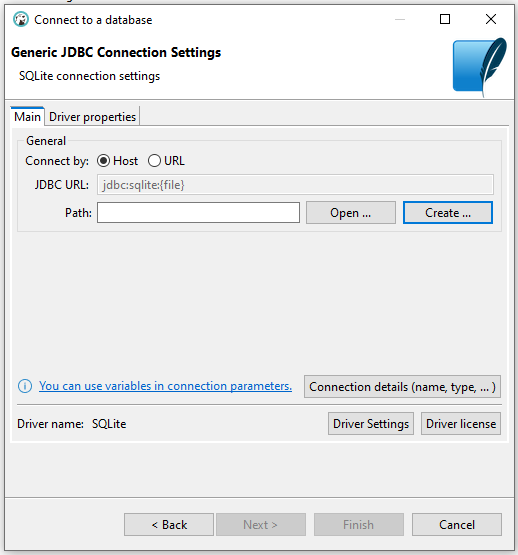 Connect to a database
Generic JDBC Connection Settings
SQLite connection settings
Main Driver properties
General
Connect by: Host URL
JDBC URL: jdbc:sqlite:{file}
Path: Open ... Create ...
You can use variables in connection parameters. Connection details (name, type, ... )
Driver name: SQLite Driver Settings Driver license
< Back Next > Finish Cancel